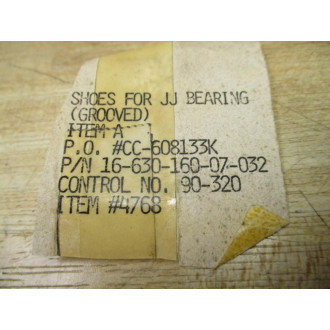 SHOES FOR JJ BEARING
(GROOVED)
ITEM A
P.O. #CC-608133K
P/N 16-630-160-07-032
CONTROL NO. 90-320
ITEM #4768